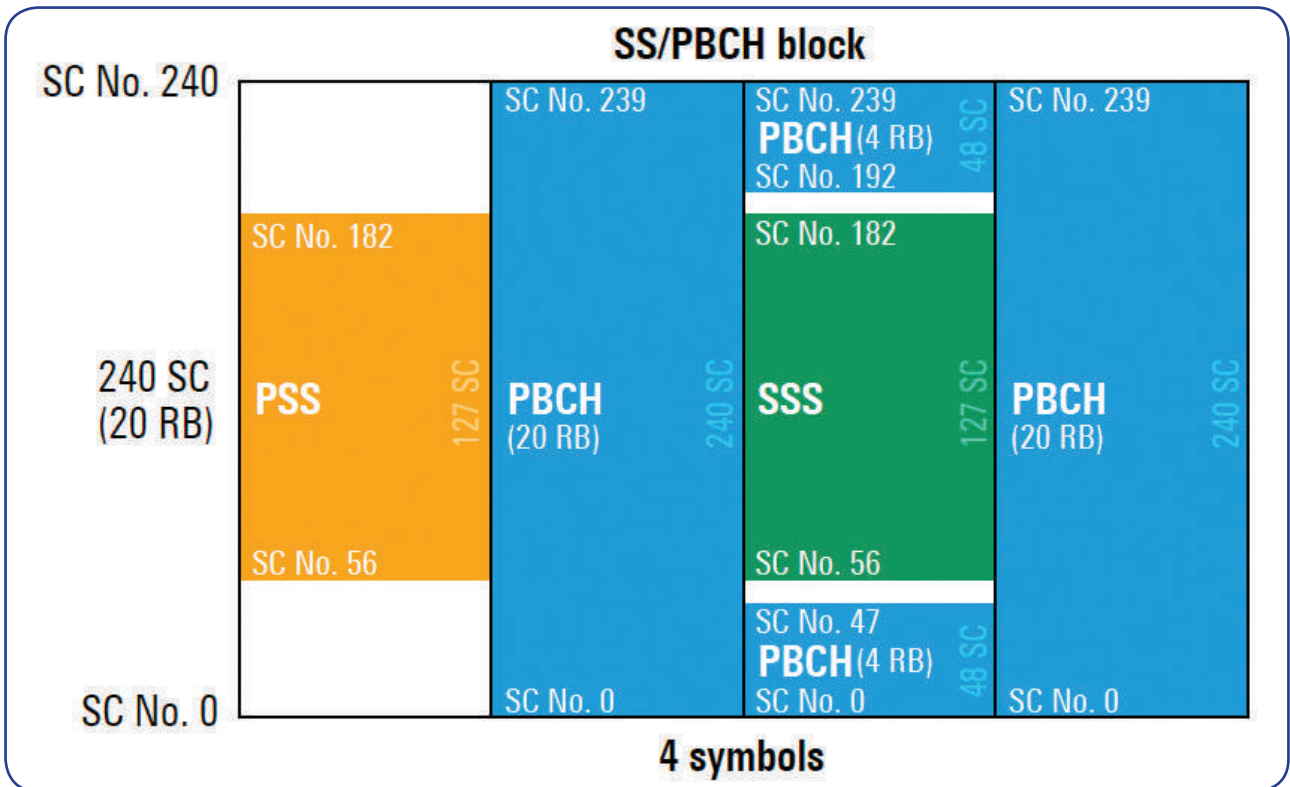 SS/PBCH block
SC No. 240
240 SC
(20 RB)
SC No. 0
SC No. 182
PSS
127 SC
SC No. 56
SC No. 239
PBCH
(20 RB)
240 SC
SC No. 0
SC No. 239
PBCH (4 RB)
SC No. 192
48 SC
SC No. 182
SSS
127 SC
SC No. 56
SC No. 47
PBCH (4 RB)
SC No. 0
48 SC
SC No. 239
PBCH
(20 RB)
240 SC
SC No. 0
4 symbols